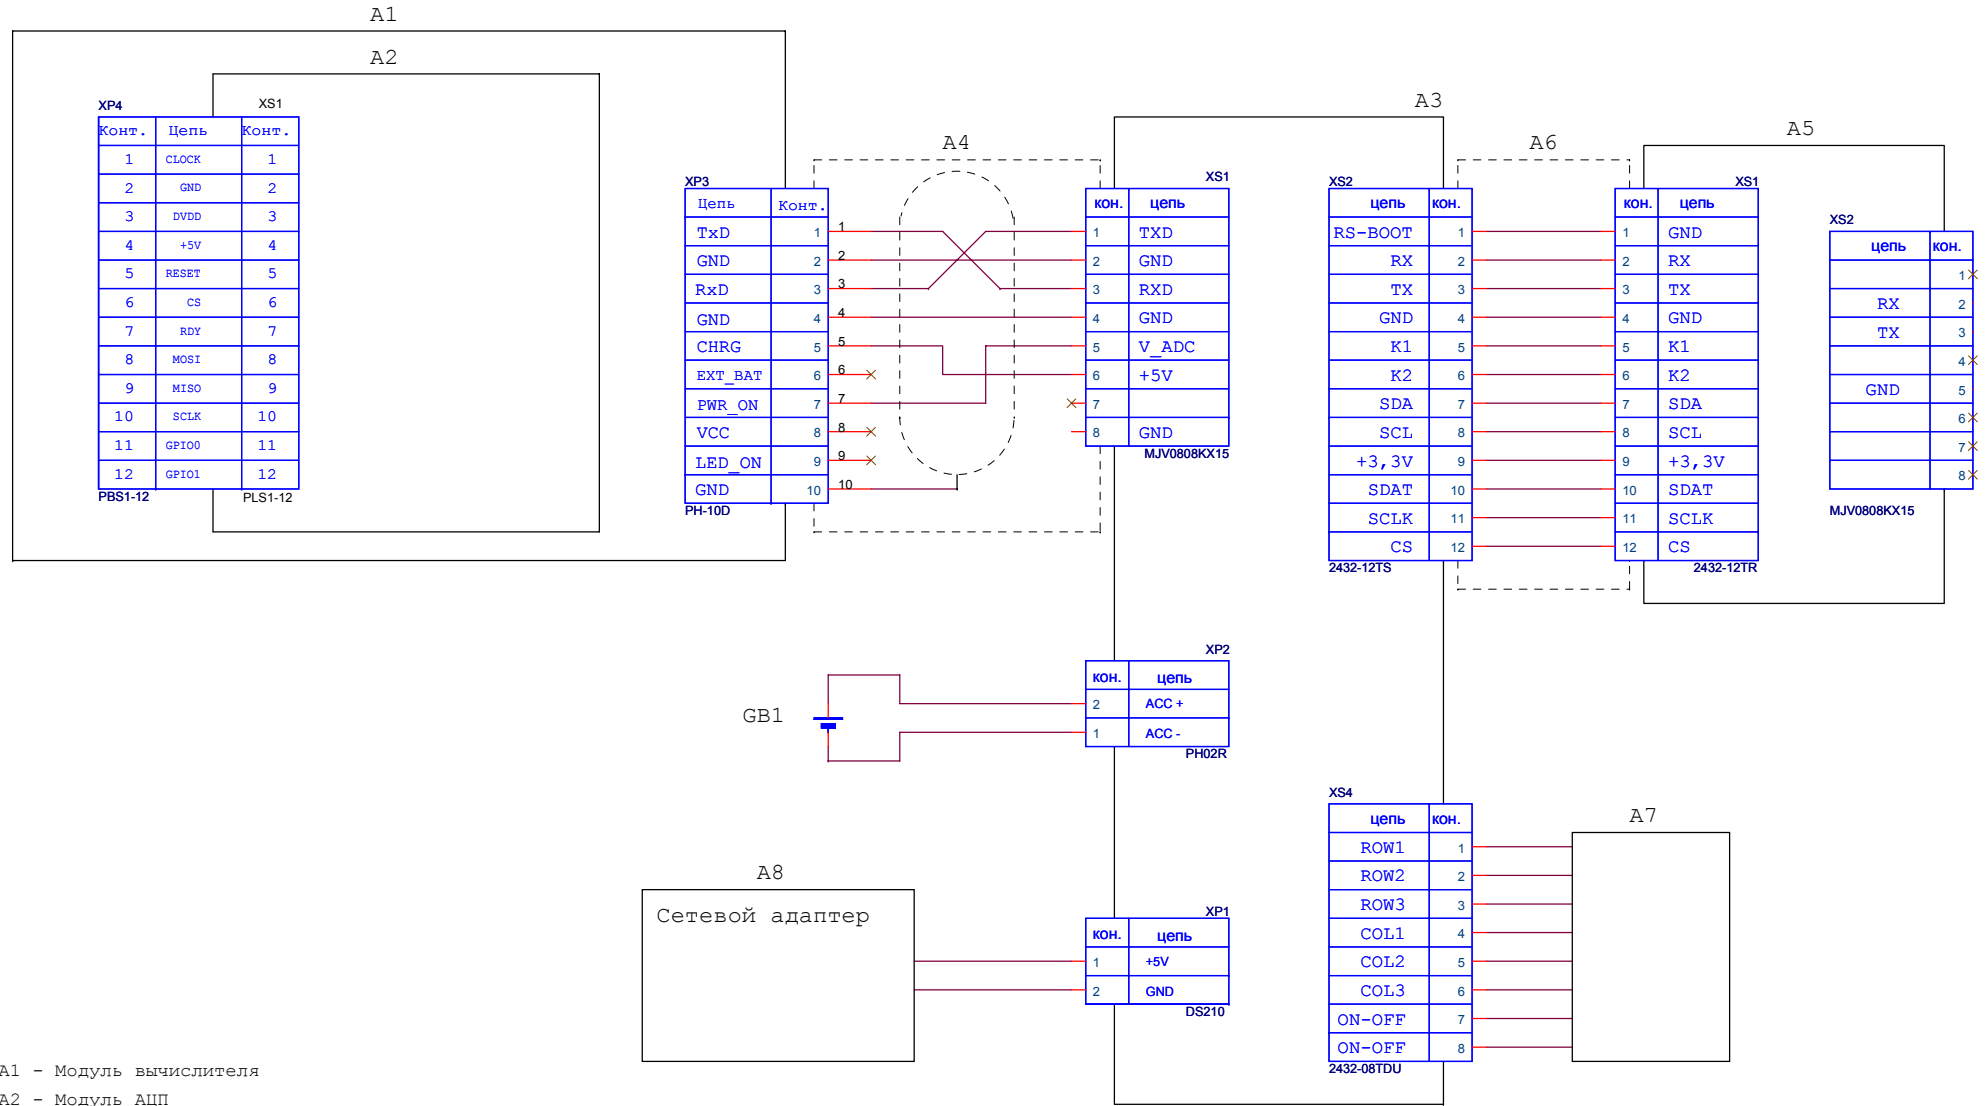 A1
A2
XP4 XS1
Конт. Цепь Конт.
1 CLOCK 1
2 GND 2
3 DVDD 3
4 +5V 4
5 RESET 5
6 CS 6
7 RDY 7
8 MOSI 8
9 MISO 9
10 SCLK 10
11 GPIO0 11
12 GPIO1 12
PBS1-12 PLS1-12
XP3
Цепь Конт.
TxD 1 1
GND 2 2
RxD 3 3
GND 4 4
CHRG 5 5
EXT_BAT 6 6
PWR_ON 7 7
VCC 8 8
LED_ON 9 9
GND 10 10
PH-10D
A4
A3
XS1
кон. цепь
1 TXD
2 GND
3 RXD
4 GND
5 V_ADC
6 +5V
7
8 GND
MJV0808KX15
XS2
цепь кон.
RS-BOOT 1
RX 2
TX 3
GND 4
K1 5
K2 6
SDA 7
SCL 8
+3,3V 9
SDAT 10
SCLK 11
CS 12
2432-12TS
A6
A5
XS1
кон. цепь
1 GND
2 RX
3 TX
4 GND
5 K1
6 K2
7 SDA
8 SCL
9 +3,3V
10 SDAT
11 SCLK
12 CS
2432-12TR
XS2
цепь кон.
1
RX 2
TX 3
4
GND 5
6
7
8
MJV0808KX15
GB1
XP2
кон. цепь
2 ACC +
1 ACC -
PH02R
A8
Сетевой адаптер
XP1
кон. цепь
1 +5V
2 GND
DS210
XS4
цепь кон.
ROW1 1
ROW2 2
ROW3 3
COL1 4
COL2 5
COL3 6
ON-OFF 7
ON-OFF 8
2432-08TDU
A7
A1 - Модуль вычислителя
A2 - Модуль АЦП